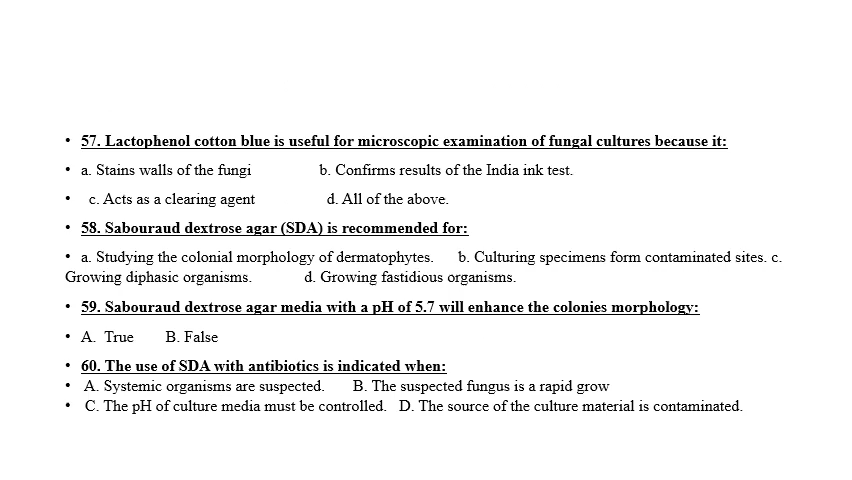 • 57. Lactophenol cotton blue is useful for microscopic examination of fungal cultures because it:
• a. Stains walls of the fungi b. Confirms results of the India ink test.
• c. Acts as a clearing agent d. All of the above.
• 58. Sabouraud dextrose agar (SDA) is recommended for:
• a. Studying the colonial morphology of dermatophytes. b. Culturing specimens form contaminated sites. c.
Growing diphasic organisms. d. Growing fastidious organisms.
• 59. Sabouraud dextrose agar media with a pH of 5.7 will enhance the colonies morphology:
• A. True B. False
• 60. The use of SDA with antibiotics is indicated when:
• A. Systemic organisms are suspected. B. The suspected fungus is a rapid grow
• C. The pH of culture media must be controlled. D. The source of the culture material is contaminated.